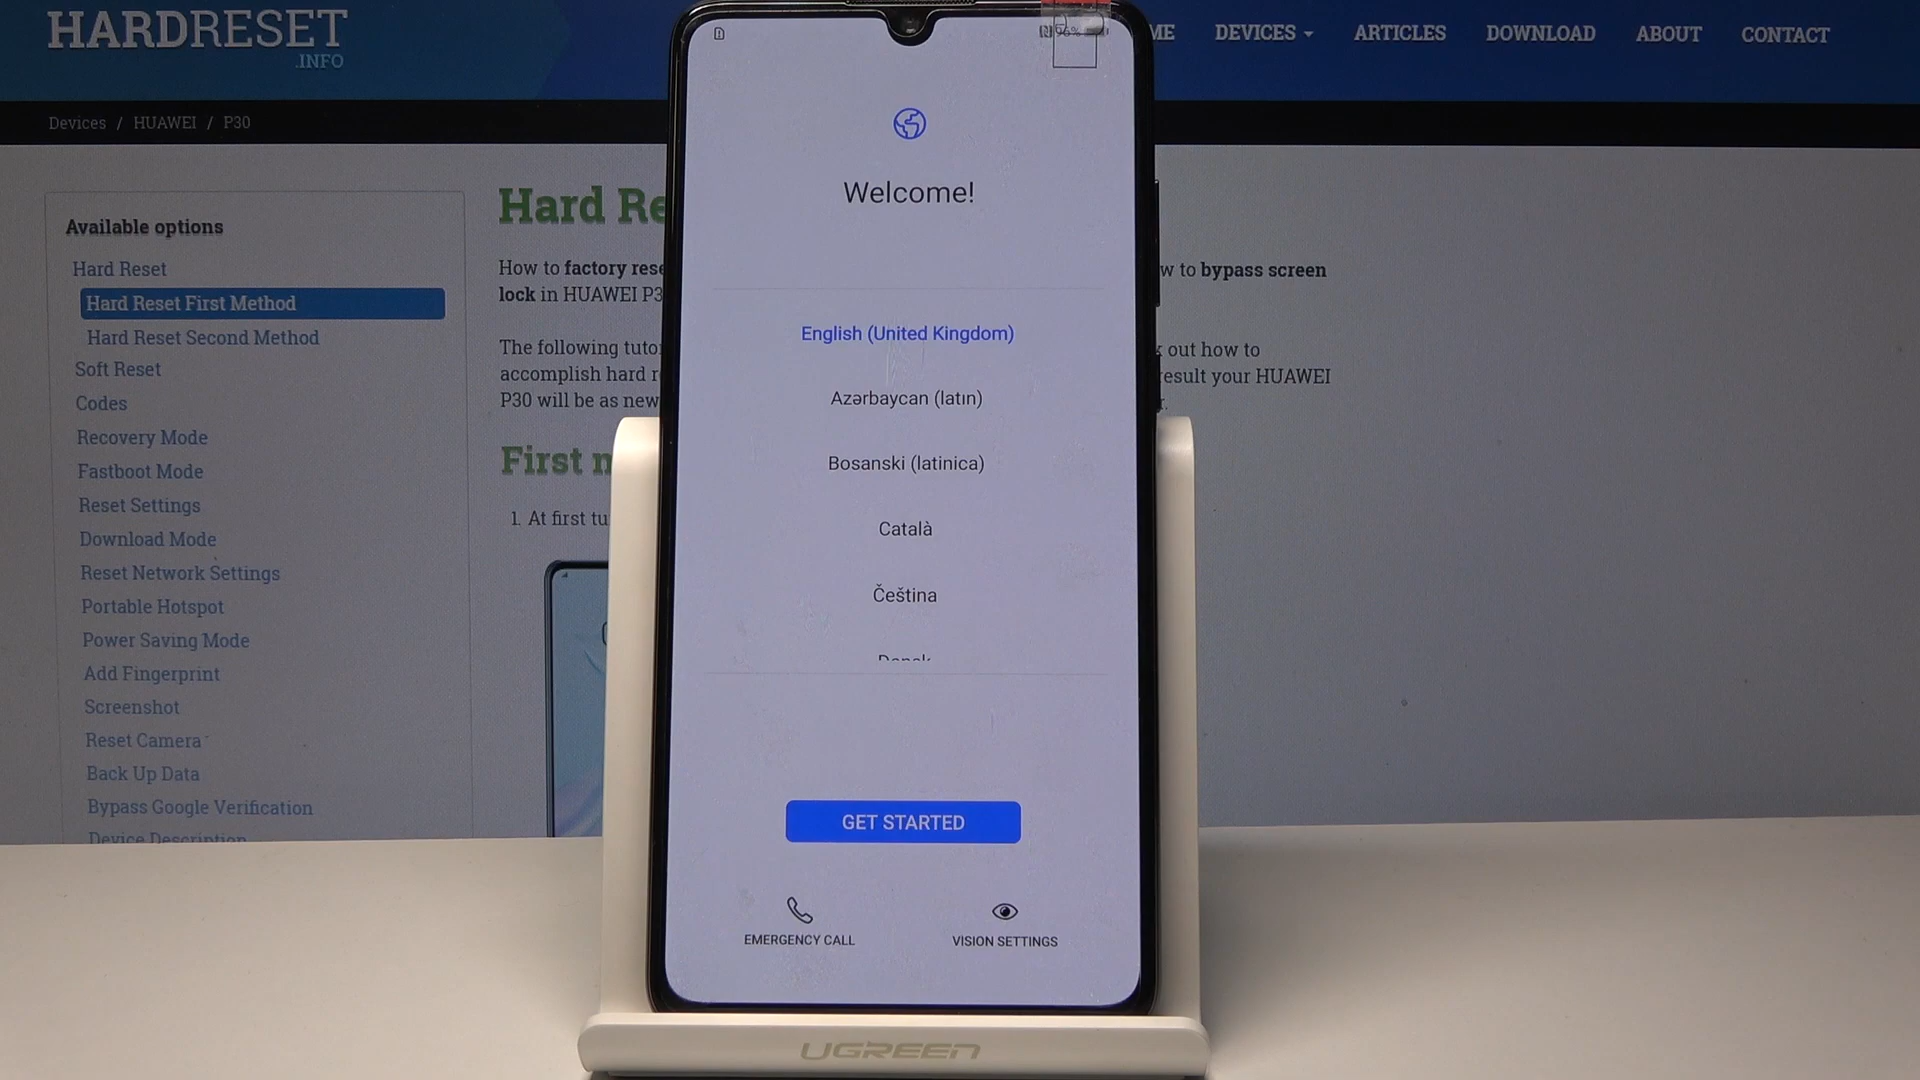 HARDRESET
.INFO
DEVICES
ARTICLES
DOWNLOAD
ABOUT
CONTACT
Devices / HUAWEI / P30
Available options
Hard Reset
Hard Reset First Method
Hard Reset Second Method
Soft Reset
Codes
Recovery Mode
Fastboot Mode
Reset Settings
Download Mode
Reset Network Settings
Portable Hotspot
Power Saving Mode
Add Fingerprint
Screenshot
Reset Camera
Back Up Data
Bypass Google Verification
Device Description
Hard Re
How to factory rese
lock in HUAWEI P3
The following tuto
accomplish hard r
P30 will be as new
First
1. At first tu
w to bypass screen
out how to
result your HUAWEI
96%
Welcome!
English (United Kingdom)
Azərbaycan (latın)
Bosanski (latinica)
Català
Čeština
GET STARTED
EMERGENCY CALL
VISION SETTINGS
UGREEN